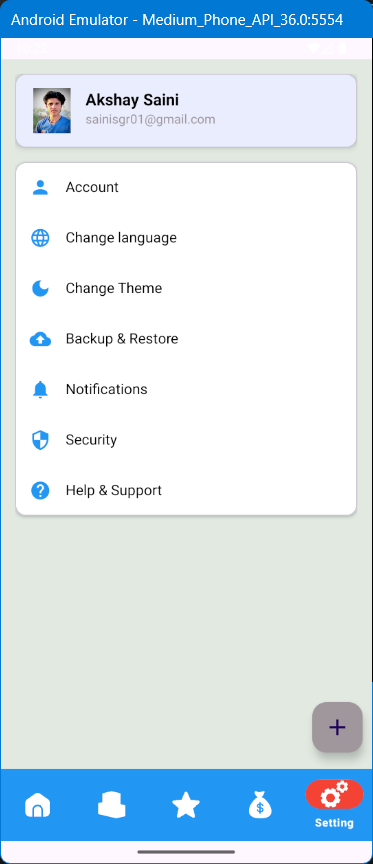 Android Emulator - Medium_Phone_API_36.0:5554
Akshay Saini
sainisgr01@gmail.com
Account
Change language
Change Theme
Backup & Restore
Notifications
Security
Help & Support
+
$
Setting